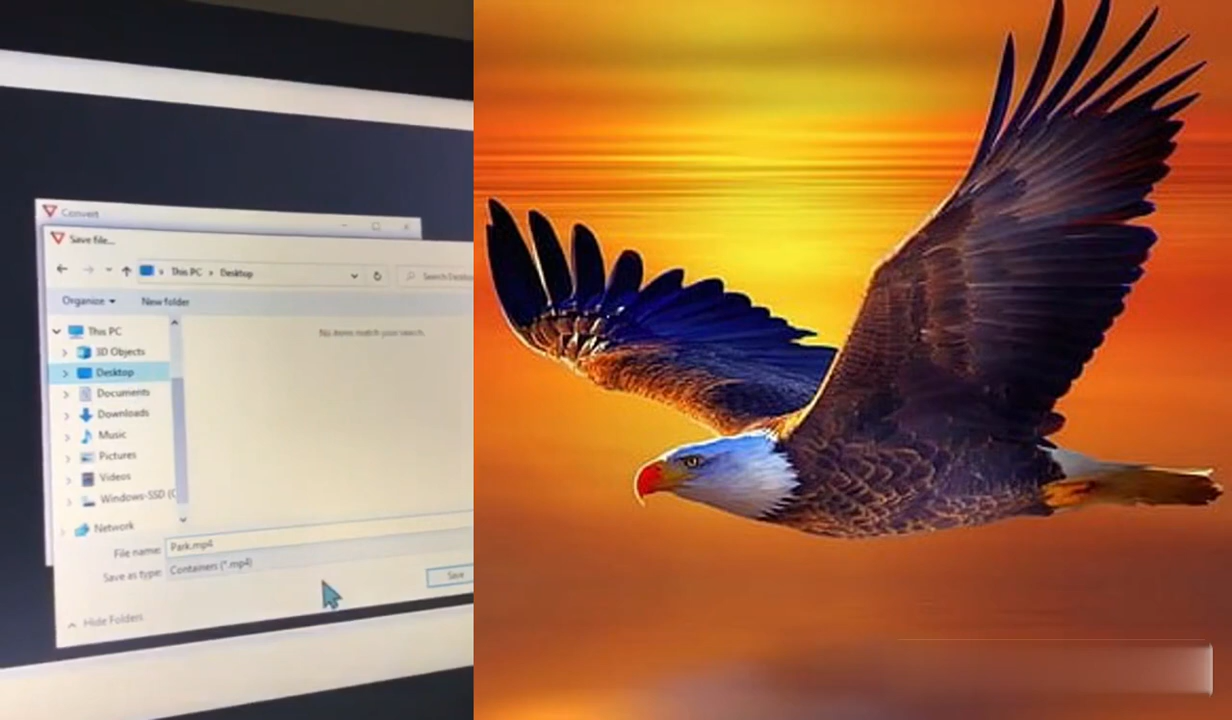 Convert
Save file...
This PC > Desktop
Search Desktop
Organize
New folder
No items match your search.
This PC
3D Objects
Desktop
Documents
Downloads
Music
Pictures
Videos
Windows-SSD (C
Network
File name: Park.mp4
Save as type: Containers (*.mp4)
Save
Hide Folders